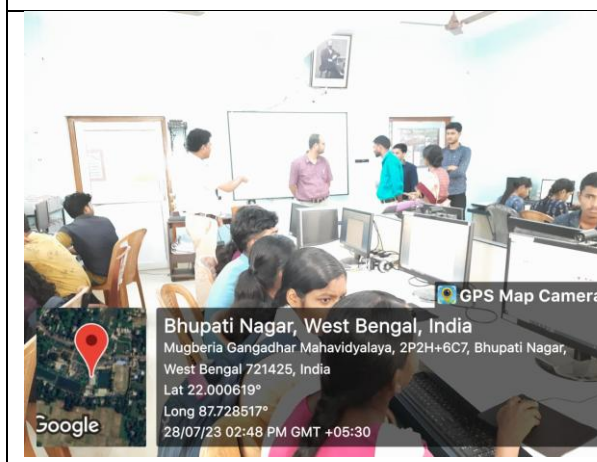 GPS Map Camera
Bhupati Nagar, West Bengal, India
Mugberia Gangadhar Mahavidyalaya, 2P2H+6C7, Bhupati Nagar,
West Bengal 721425, India
Lat 22.000619°
Long 87.728517°
28/07/23 02:48 PM GMT +05:30
Google